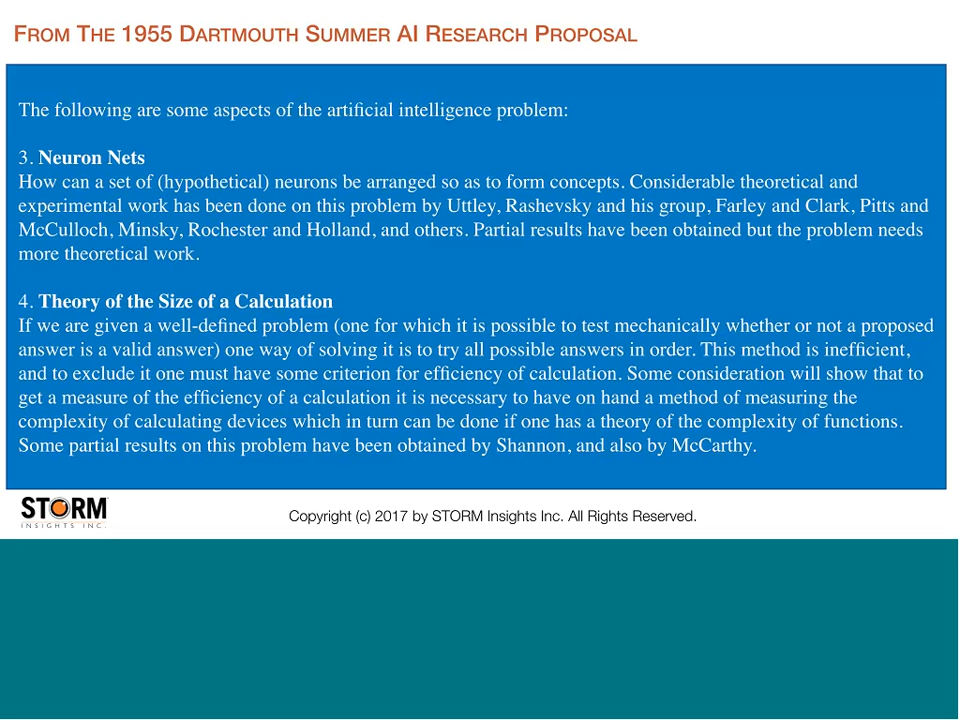 FROM THE 1955 DARTMOUTH SUMMER AI RESEARCH PROPOSAL
The following are some aspects of the artificial intelligence problem:
3. Neuron Nets
How can a set of (hypothetical) neurons be arranged so as to form concepts. Considerable theoretical and
experimental work has been done on this problem by Uttley, Rashevsky and his group, Farley and Clark, Pitts and
McCulloch, Minsky, Rochester and Holland, and others. Partial results have been obtained but the problem needs
more theoretical work.
4. Theory of the Size of a Calculation
If we are given a well-defined problem (one for which it is possible to test mechanically whether or not a proposed
answer is a valid answer) one way of solving it is to try all possible answers in order. This method is inefficient,
and to exclude it one must have some criterion for efficiency of calculation. Some consideration will show that to
get a measure of the efficiency of a calculation it is necessary to have on hand a method of measuring the
complexity of calculating devices which in turn can be done if one has a theory of the complexity of functions.
Some partial results on this problem have been obtained by Shannon, and also by McCarthy.
STORM
INSIGHTS INC.
Copyright (c) 2017 by STORM Insights Inc. All Rights Reserved.